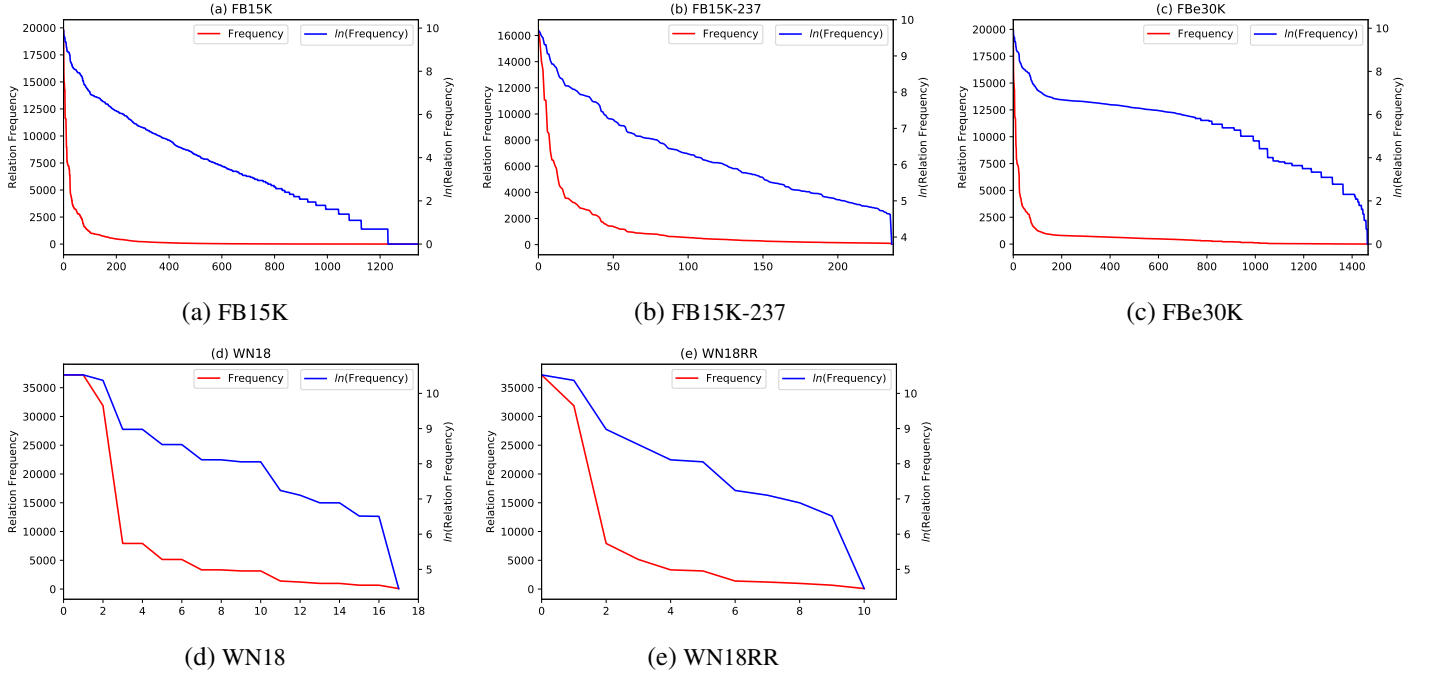 (a) FB15K
Frequency
ln(Frequency)
20000
17500
15000
12500
10000
7500
5000
2500
0
Relation Frequency
10
8
6
4
2
0
ln(Relation Frequency)
0 200 400 600 800 1000 1200
(a) FB15K
(b) FB15K-237
Frequency
ln(Frequency)
16000
14000
12000
10000
8000
6000
4000
2000
0
Relation Frequency
10
9
8
7
6
5
4
ln(Relation Frequency)
0 50 100 150 200
(b) FB15K-237
(c) FBe30K
Frequency
ln(Frequency)
20000
17500
15000
12500
10000
7500
5000
2500
0
Relation Frequency
10
8
6
4
2
0
ln(Relation Frequency)
0 200 400 600 800 1000 1200 1400
(c) FBe30K
(d) WN18
Frequency
ln(Frequency)
35000
30000
25000
20000
15000
10000
5000
0
Relation Frequency
10
9
8
7
6
5
ln(Relation Frequency)
0 2 4 6 8 10 12 14 16 18
(d) WN18
(e) WN18RR
Frequency
ln(Frequency)
35000
30000
25000
20000
15000
10000
5000
0
Relation Frequency
10
9
8
7
6
5
ln(Relation Frequency)
0 2 4 6 8 10
(e) WN18RR